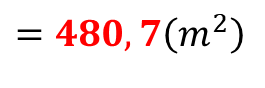 = 480,7(m²)